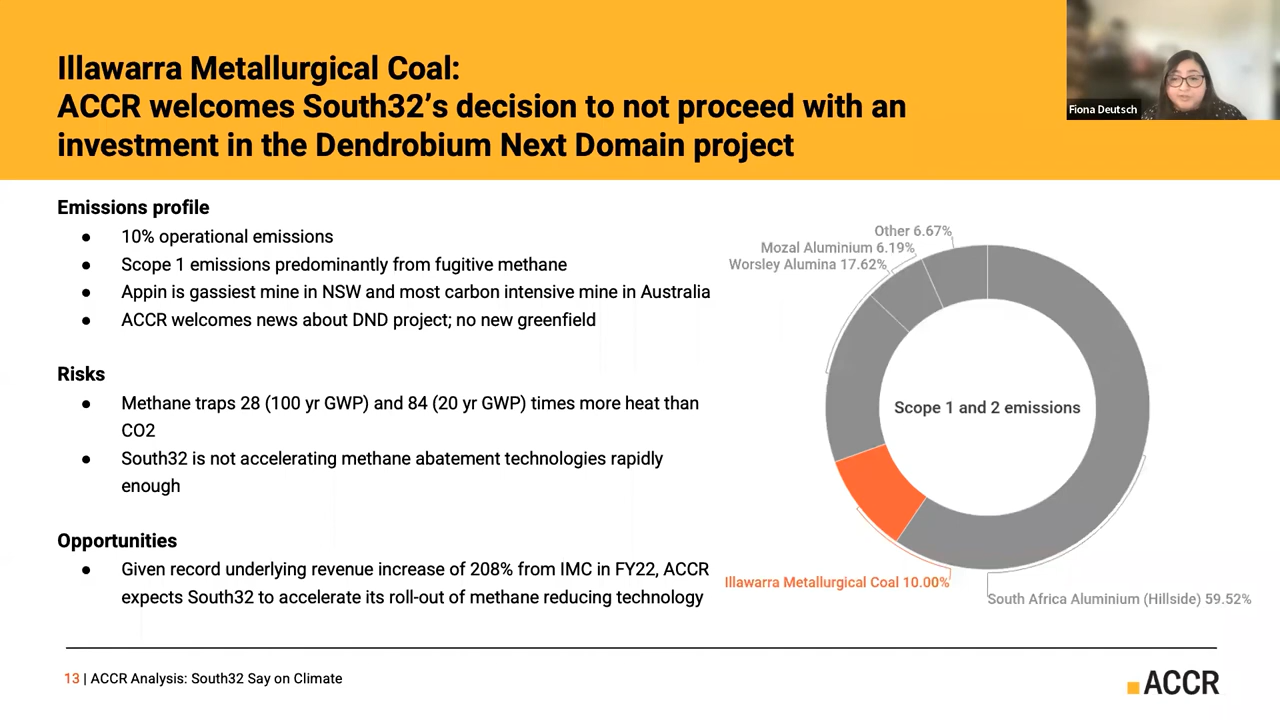 Illawarra Metallurgical Coal:
ACCR welcomes South32’s decision to not proceed with an
investment in the Dendrobium Next Domain project
Fiona Deutsch
Emissions profile
● 10% operational emissions
● Scope 1 emissions predominantly from fugitive methane
● Appin is gassiest mine in NSW and most carbon intensive mine in Australia
● ACCR welcomes news about DND project; no new greenfield
Risks
● Methane traps 28 (100 yr GWP) and 84 (20 yr GWP) times more heat than
CO2
● South32 is not accelerating methane abatement technologies rapidly
enough
Opportunities
● Given record underlying revenue increase of 208% from IMC in FY22, ACCR
expects South32 to accelerate its roll-out of methane reducing technology
Other 6.67%
Mozal Aluminium 6.19%
Worsley Alumina 17.62%
Scope 1 and 2 emissions
Illawarra Metallurgical Coal 10.00%
South Africa Aluminium (Hillside) 59.52%
13 | ACCR Analysis: South32 Say on Climate
ACCR